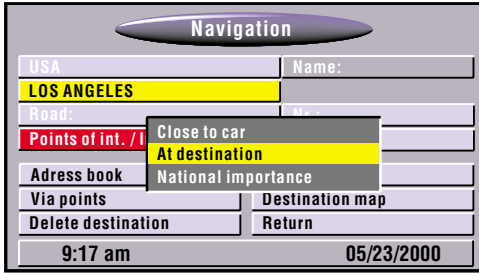 Navigation
USA Name:
LOS ANGELES
Road: Nr.:
Points of int. / I
Close to car
At destination
National importance
Adress book
Via points Destination map
Delete destination Return
9:17 am 05/23/2000